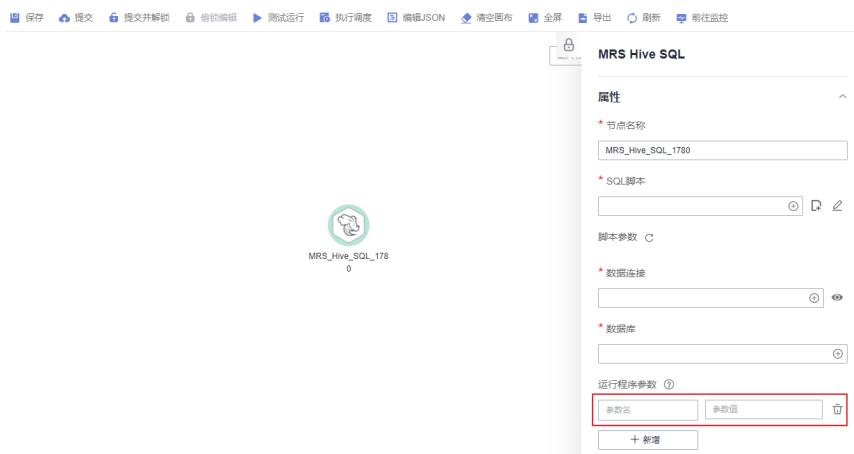 保存 提交 提交并解锁 偷锁编辑 测试运行 执行调度 编辑JSON 清空画布 全屏 导出 刷新 前往监控
MRS Hive SQL
属性
* 节点名称
MRS_Hive_SQL_1780
* SQL脚本
脚本参数
* 数据连接
* 数据库
运行程序参数
参数名 参数值
新增
MRS_Hive_SQL_178
0